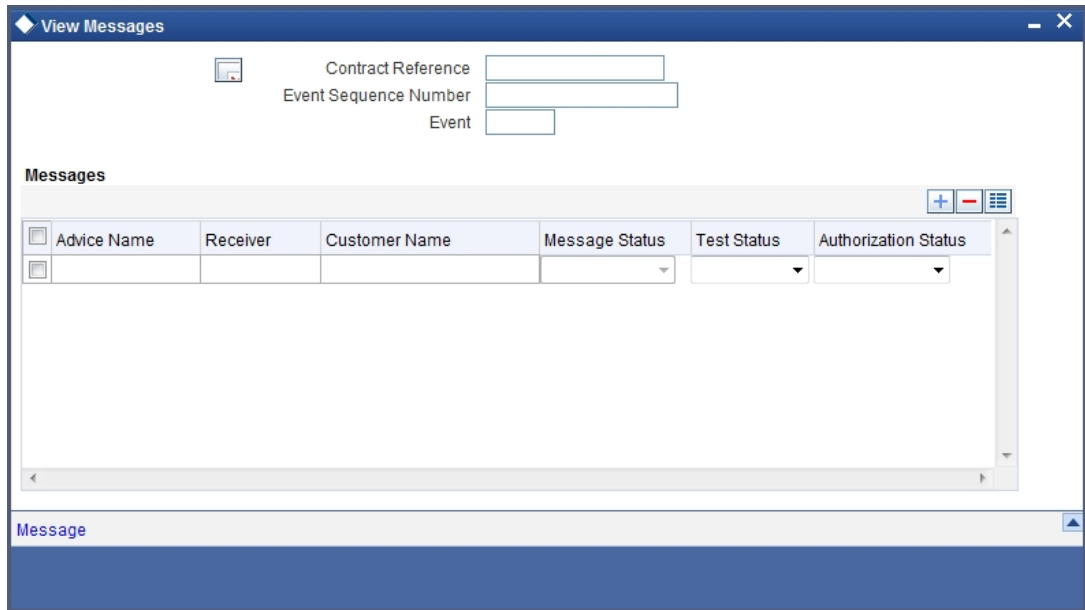 View Messages
Contract Reference
Event Sequence Number
Event
Messages
Advice Name Receiver Customer Name Message Status Test Status Authorization Status
Message